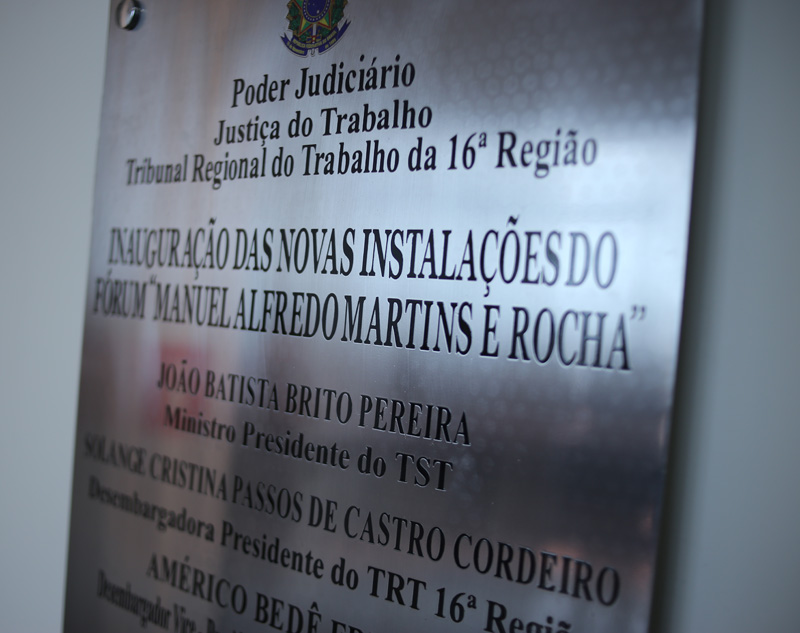 Poder Judiciário
Justiça do Trabalho
Tribunal Regional do Trabalho da 16ª Região
INAUGURAÇÃO DAS NOVAS INSTALAÇÕES DO
FÓRUM “MANUEL ALFREDO MARTINS E ROCHA”
JOÃO BATISTA BRITO PEREIRA
Ministro Presidente do TST
SOLANGE CRISTINA PASSOS DE CASTRO CORDEIRO
Desembargadora Presidente do TRT 16ª Região
AMÉRICO BEDÊ
Desembargador Vice